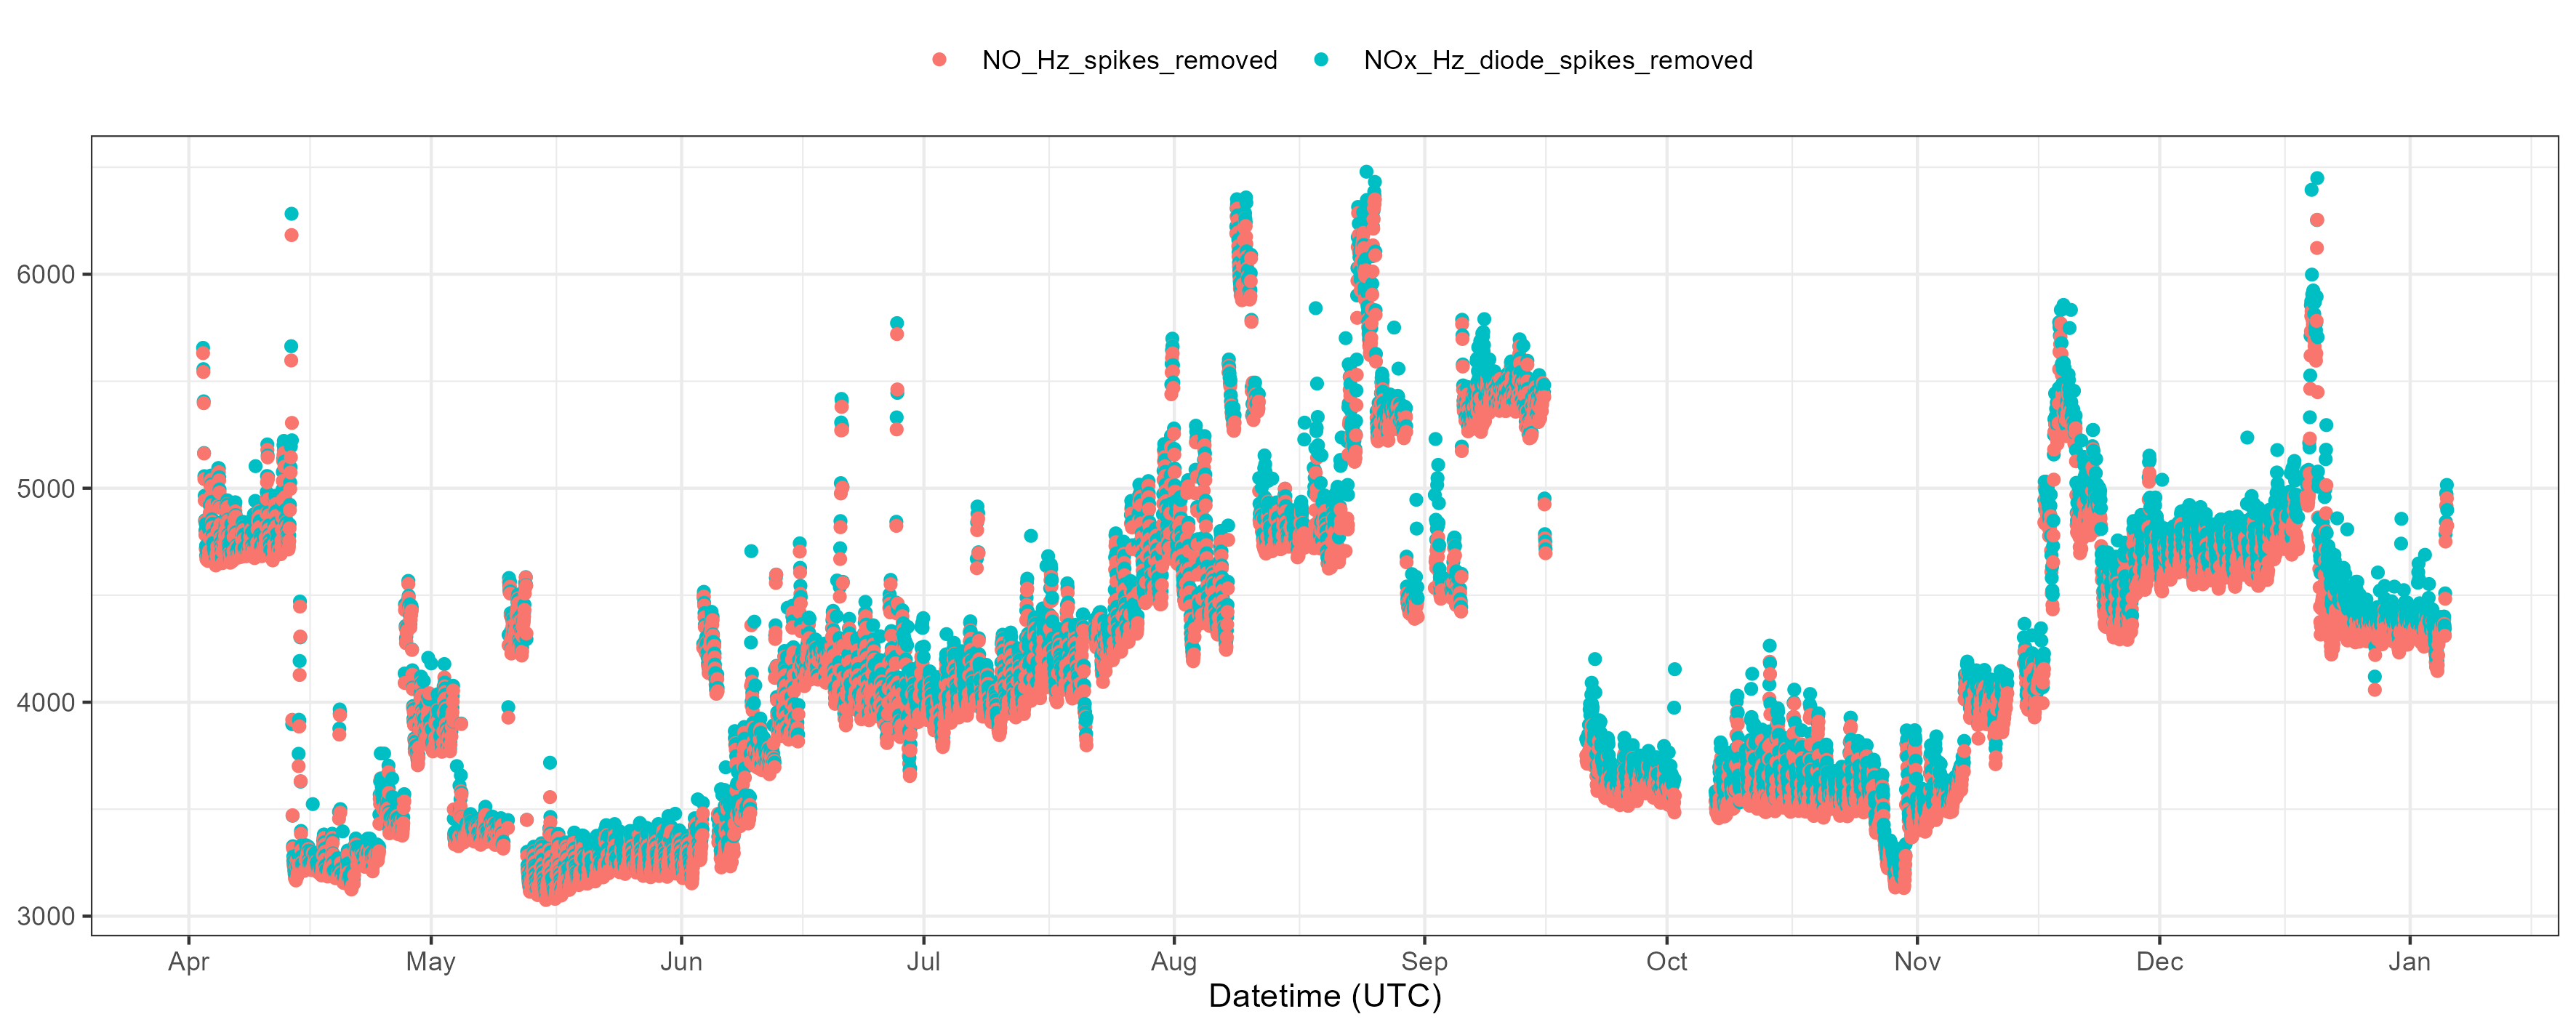 NO_Hz_spikes_removed NOx_Hz_diode_spikes_removed
6000
5000
4000
3000
Apr May Jun Jul Aug Sep Oct Nov Dec Jan
Datetime (UTC)